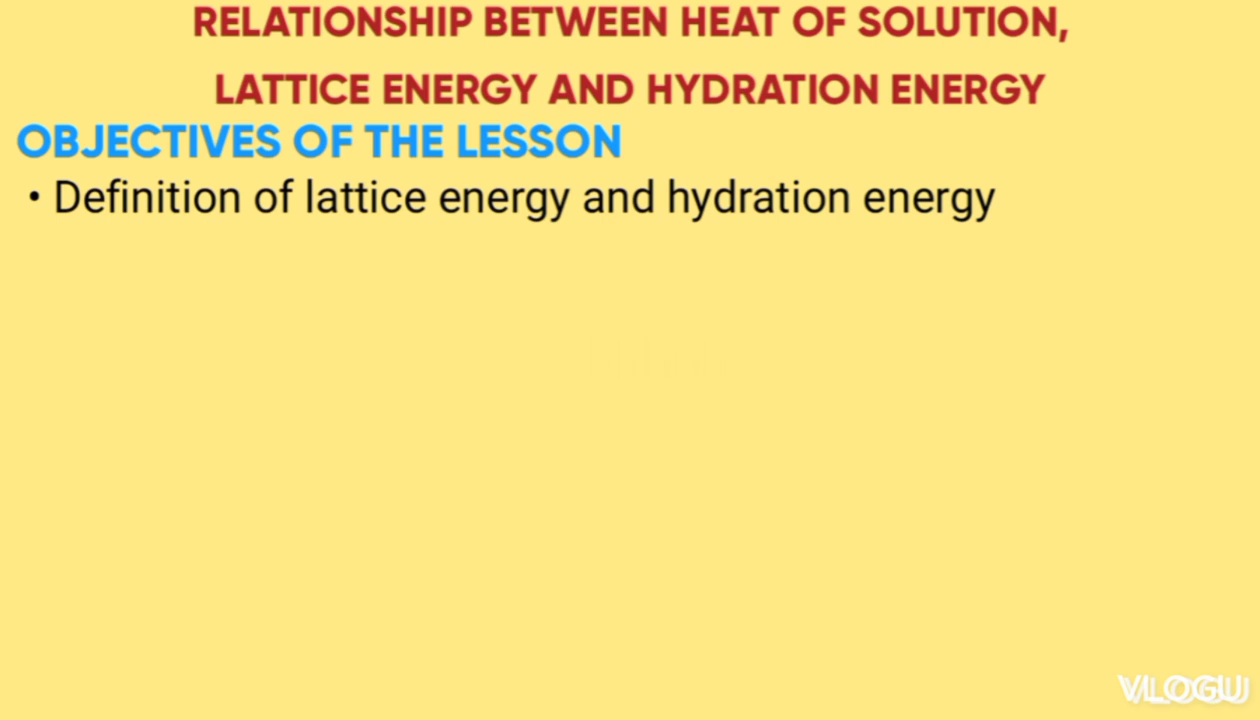 RELATIONSHIP BETWEEN HEAT OF SOLUTION,
LATTICE ENERGY AND HYDRATION ENERGY
OBJECTIVES OF THE LESSON
• Definition of lattice energy and hydration energy
VLOGU